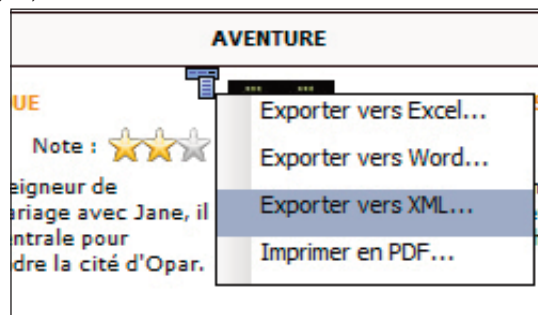 AVENTURE
UE
Note :
eigneur de
ariage avec Jane, il
entrale pour
dre la cité d'Opar.
Exporter vers Excel...
Exporter vers Word...
Exporter vers XML...
Imprimer en PDF...